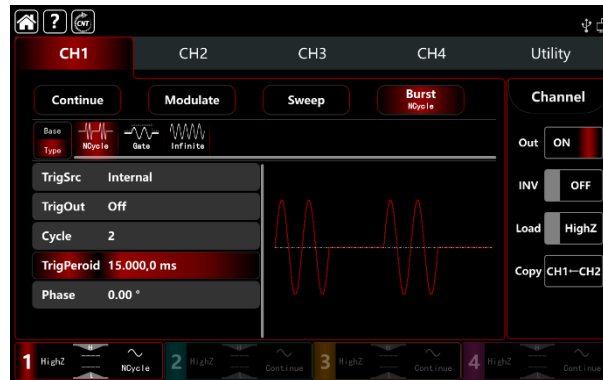 ? CNT
CH1 CH2 CH3 CH4 Utility
Continue Modulate Sweep Burst NCycle Channel
Base Type NCycle Gate Infinite
Out ON
TrigSrc Internal
INV OFF
TrigOut Off
Cycle 2
Load HighZ
TrigPeroid 15.000,0 ms
Copy CH1←CH2
Phase 0.00 °
1 HighZ H L NCycle 2 HighZ Continue 3 HighZ Continue 4 HighZ Continue